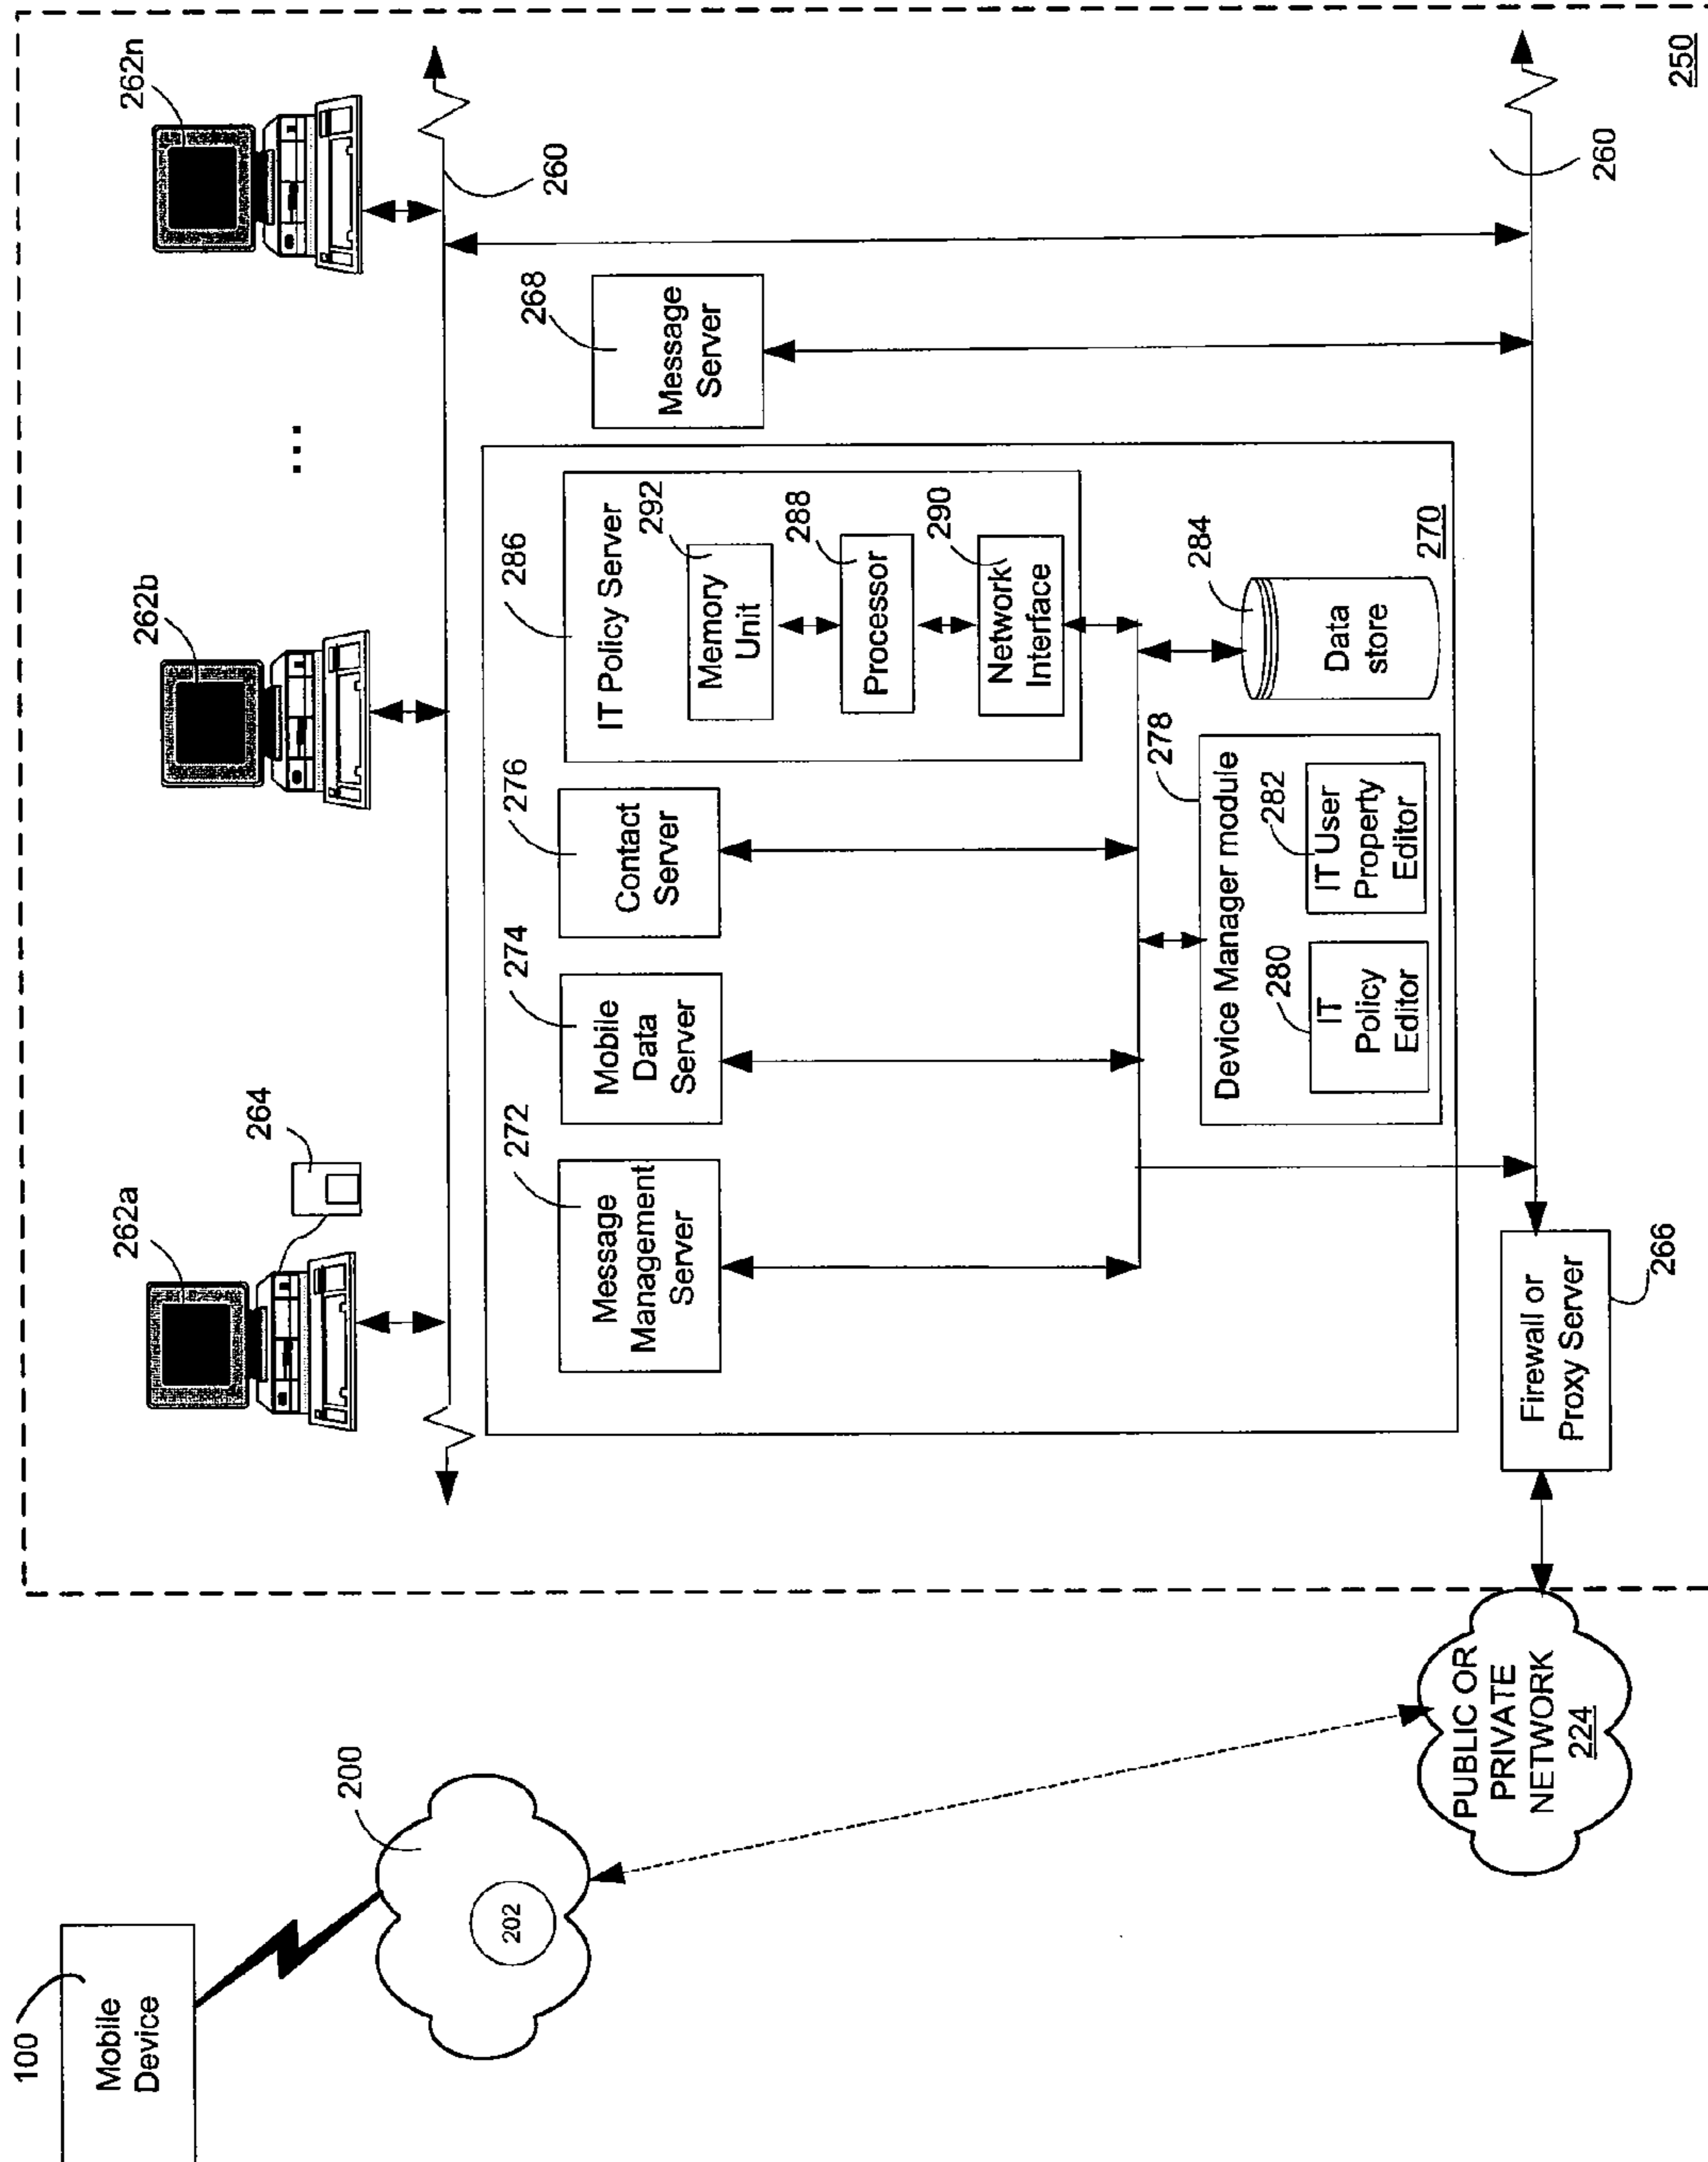 262a
264
262b
...
262n
100
Mobile
Device
200
202
260
272
Message
Management
Server
274
Mobile
Data
Server
276
Contact
Server
286
IT Policy Server
292
Memory
Unit
288
Processor
290
Network
Interface
268
Message
Server
278
Device Manager module
280
IT
Policy
Editor
282
IT User
Property
Editor
284
Data
store
270
PUBLIC OR
PRIVATE
NETWORK
224
Firewall or
Proxy Server
266
260
250